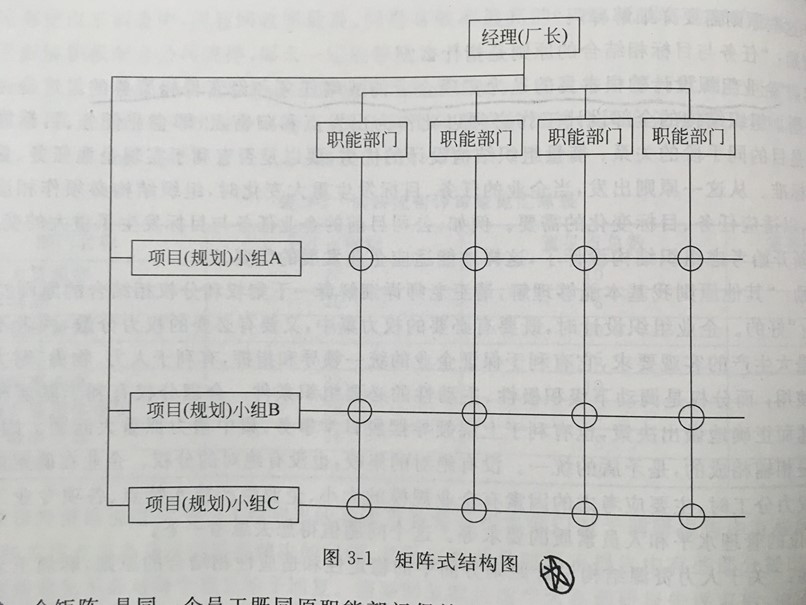 经理(厂长)
职能部门 职能部门 职能部门 职能部门
项目(规划)小组A
项目(规划)小组B
项目(规划)小组C
图 3-1 矩阵式结构图